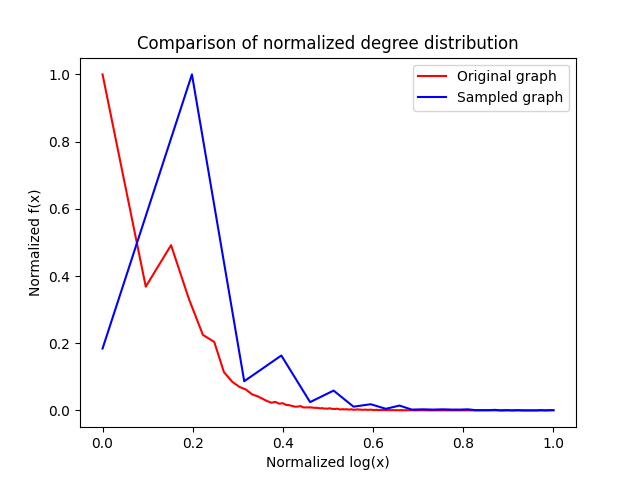 Comparison of normalized degree distribution
Original graph
Sampled graph
Normalized f(x)
1.0
0.8
0.6
0.4
0.2
0.0
0.0 0.2 0.4 0.6 0.8 1.0
Normalized log(x)